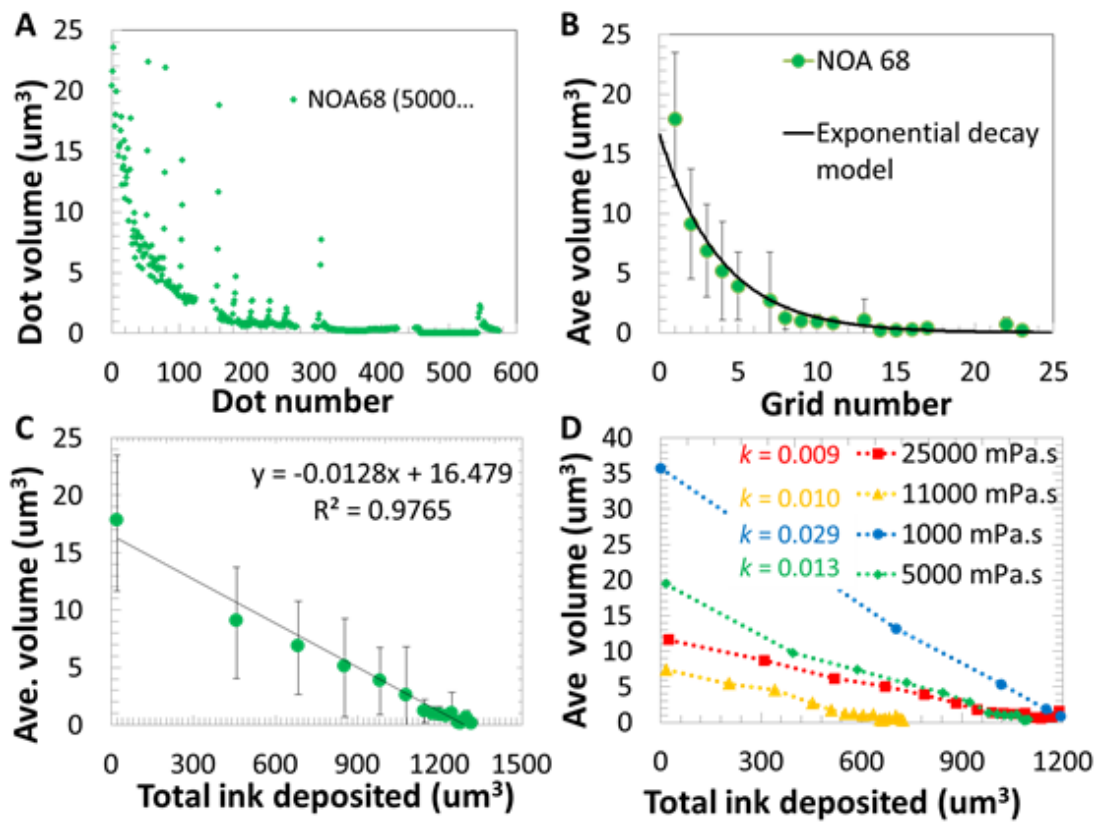 A
Dot volume (um³)
25
20
15
10
5
0
NOA68 (5000...
0 100 200 300 400 500 600
Dot number
B
Ave volume (um³)
25
20
15
10
5
0
NOA 68
Exponential decay
model
0 5 10 15 20 25
Grid number
C
Ave. volume (um³)
25
20
15
10
5
0
y = -0.0128x + 16.479
R² = 0.9765
0 300 600 900 1200 1500
Total ink deposited (um³)
D
Ave volume (um³)
40
35
30
25
20
15
10
5
0
k = 0.009 25000 mPa.s
k = 0.010 11000 mPa.s
k = 0.029 1000 mPa.s
k = 0.013 5000 mPa.s
0 300 600 900 1200
Total ink deposited (um³)